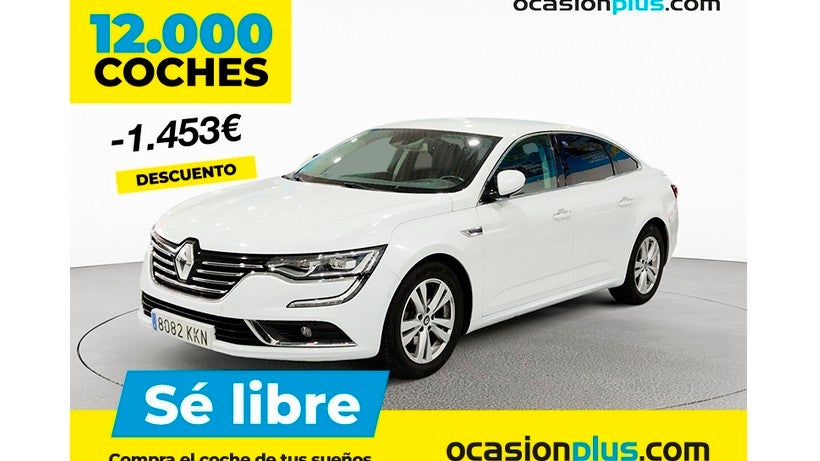 ocasionplus.com
12.000
COCHES
-1.453€
DESCUENTO
8082 KKN
Sé libre
Compra el coche de tus sueños
ocasionplus.com